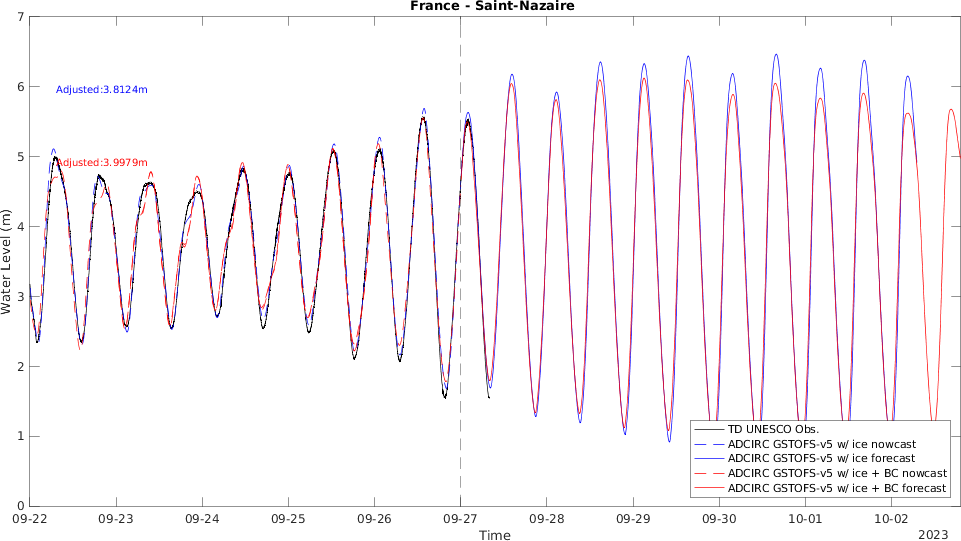 France - Saint-Nazaire
7
6
5
4
3
2
1
0
Water Level (m)
Adjusted:3.8124m
Adjusted:3.9979m
TD UNESCO Obs.
ADCIRC GSTOFS-v5 w/ ice nowcast
ADCIRC GSTOFS-v5 w/ ice forecast
ADCIRC GSTOFS-v5 w/ ice + BC nowcast
ADCIRC GSTOFS-v5 w/ ice + BC forecast
09-22 09-23 09-24 09-25 09-26 09-27 09-28 09-29 09-30 10-01 10-02
Time
2023